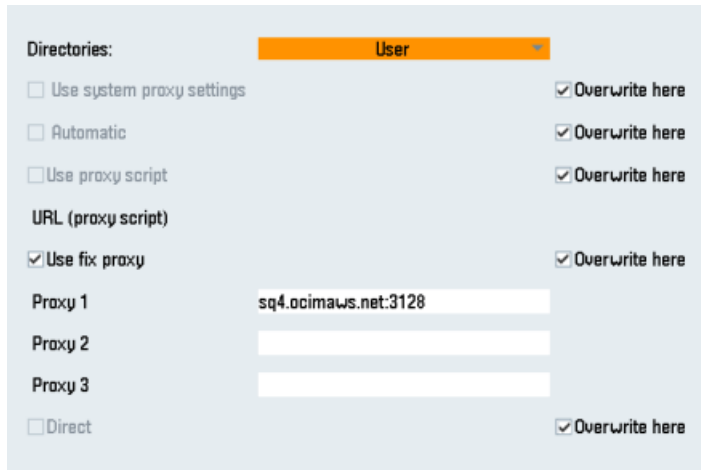 Directories: User
Use system proxy settings Overwrite here
Automatic Overwrite here
Use proxy script Overwrite here
URL (proxy script)
Use fix proxy Overwrite here
Proxy 1 sq4.ocimaws.net:3128
Proxy 2
Proxy 3
Direct Overwrite here